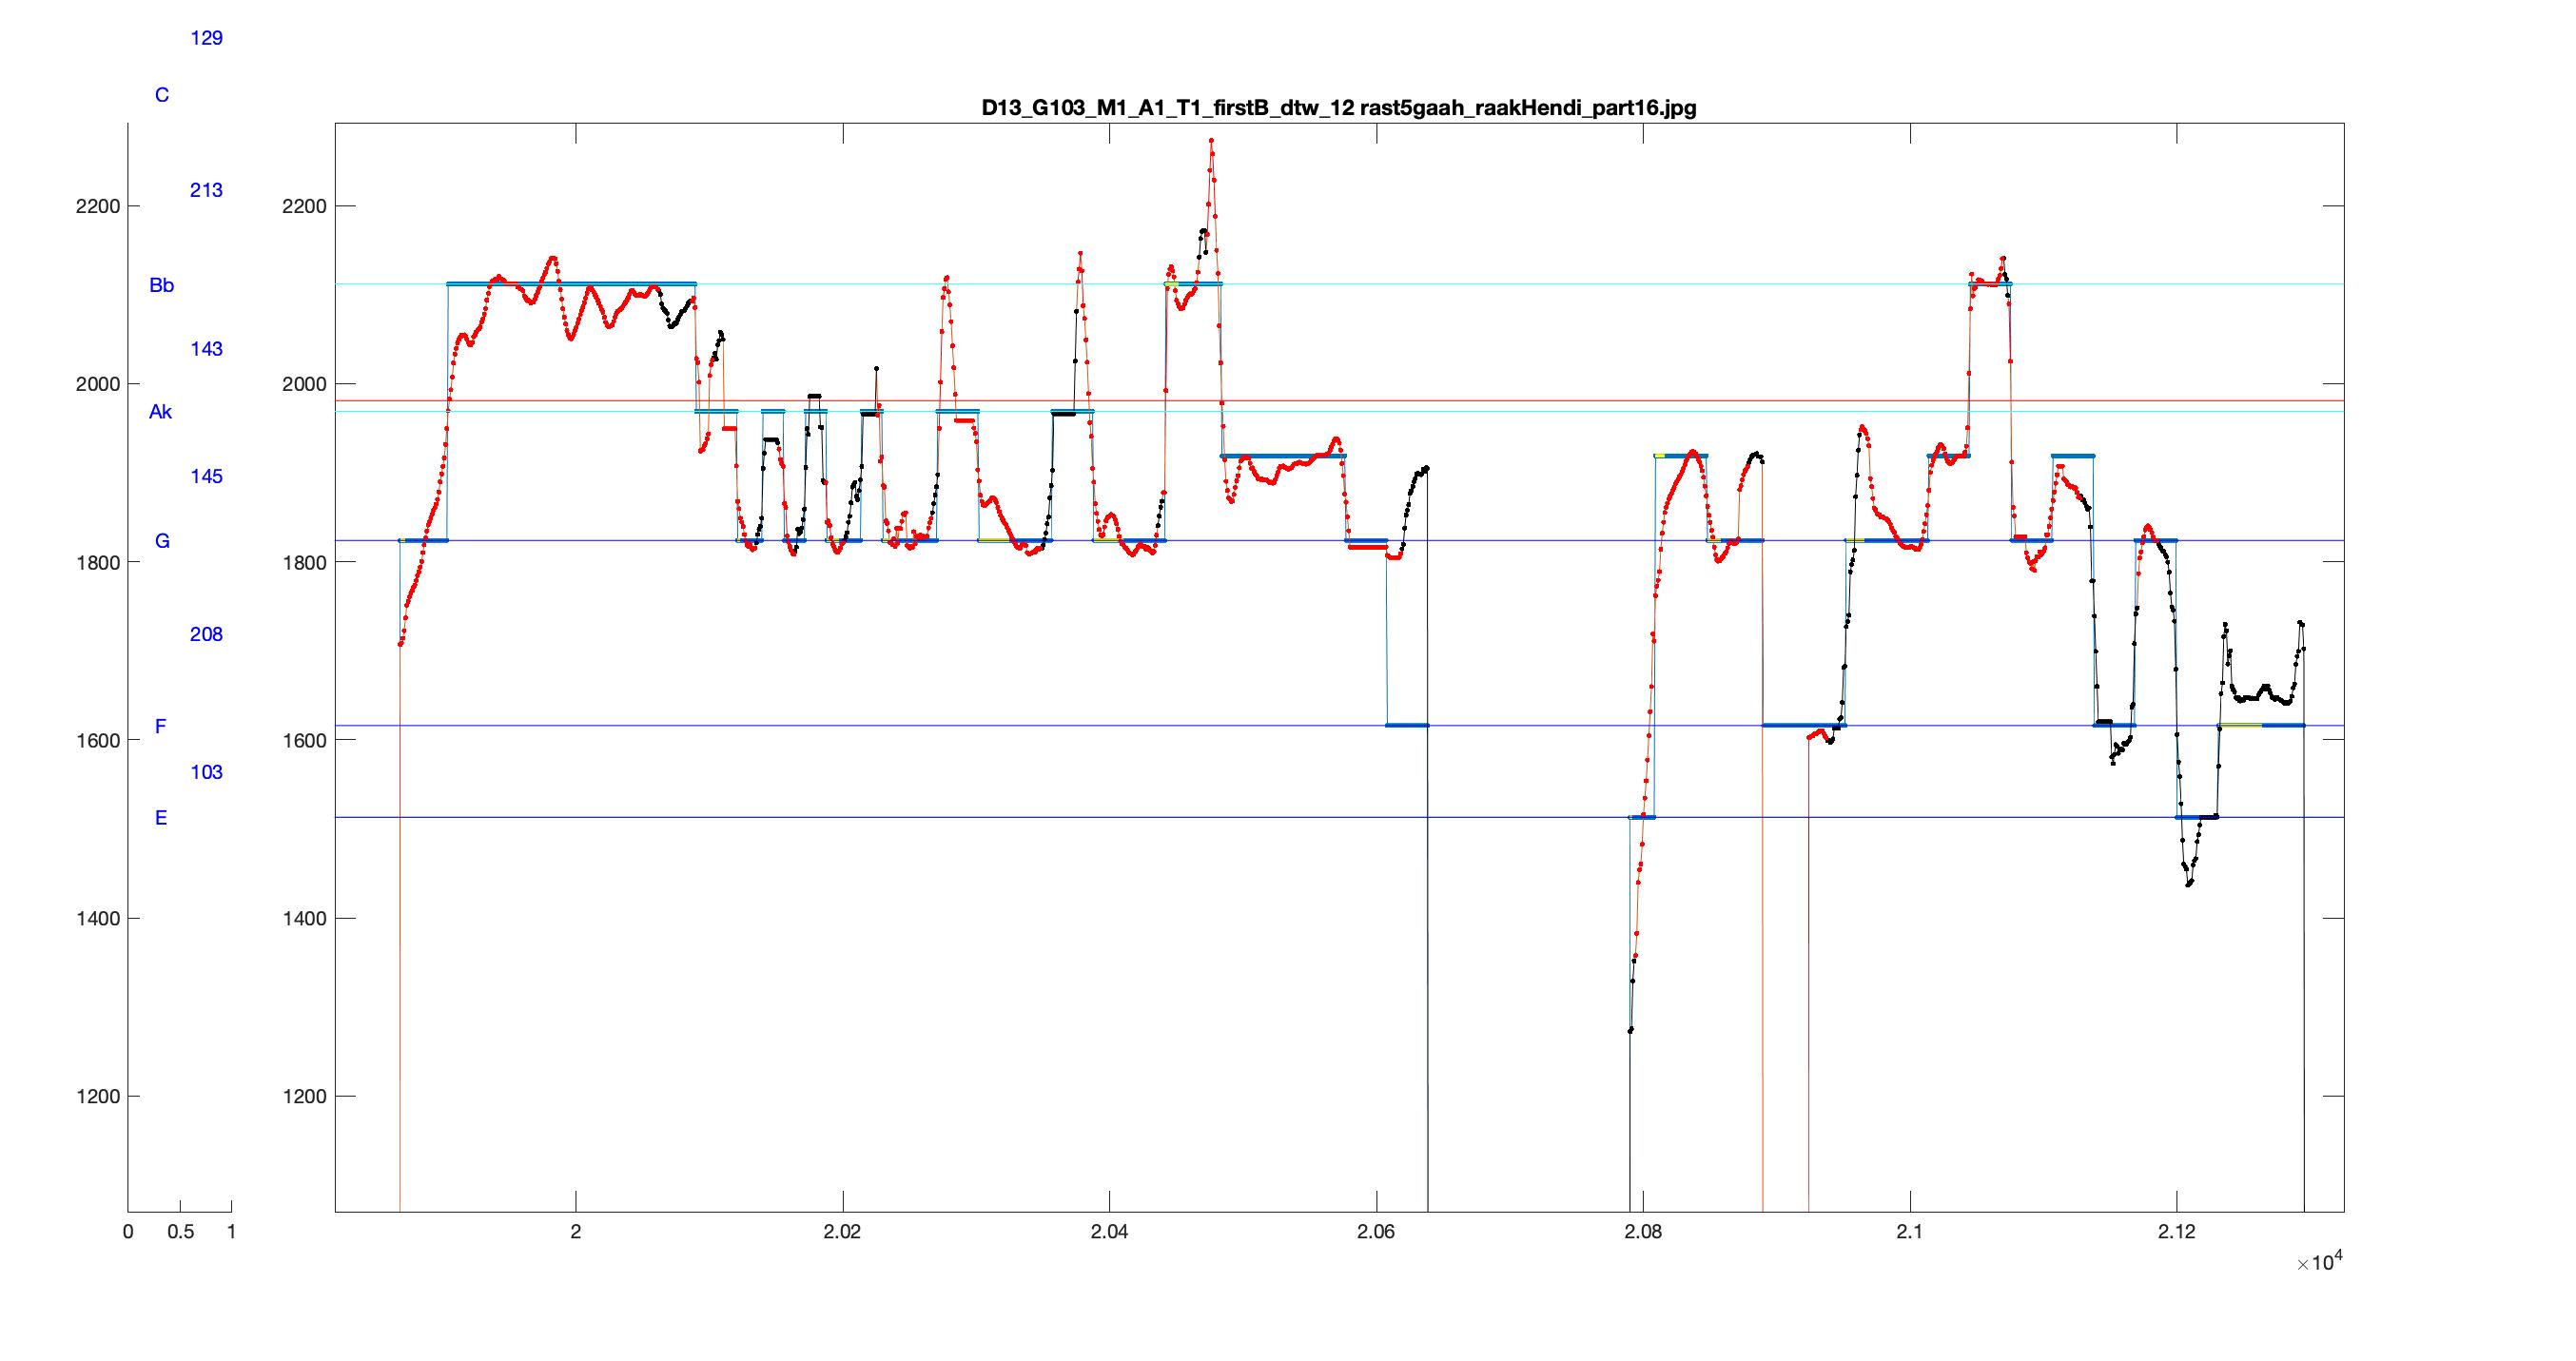 129
C
D13_G103_M1_A1_T1_firstB_dtw_12 rast5gaah_raakHendi_part16.jpg
213
2200 2200
Bb
143
2000 2000
Ak
145
G
1800 1800
208
F
1600 1600
103
E
1400 1400
1200 1200
0 0.5 1 2 2.02 2.04 2.06 2.08 2.1 2.12
×10^4